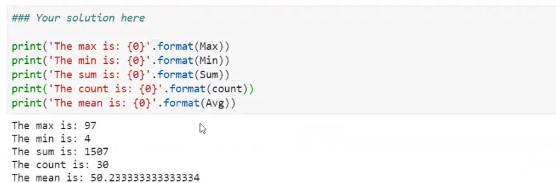 ### Your solution here
print('The max is: {0}'.format(Max))
print('The min is: {0}'.format(Min))
print('The sum is: {0}'.format(Sum))
print('The count is: {0}'.format(count))
print('The mean is: {0}'.format(Avg))
The max is: 97
The min is: 4
The sum is: 1507
The count is: 30
The mean is: 50.233333333333334